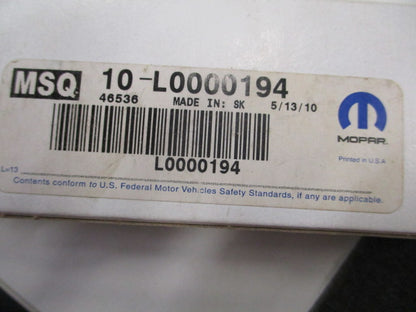 MSQ 10-L0000194
46536 MADE IN: SK 5/13/10
MOPAR
L0000194
Printed in U.S.A
L=13
Contents conform to U.S. Federal Motor Vehicles Safety Standards, if any are applicable.